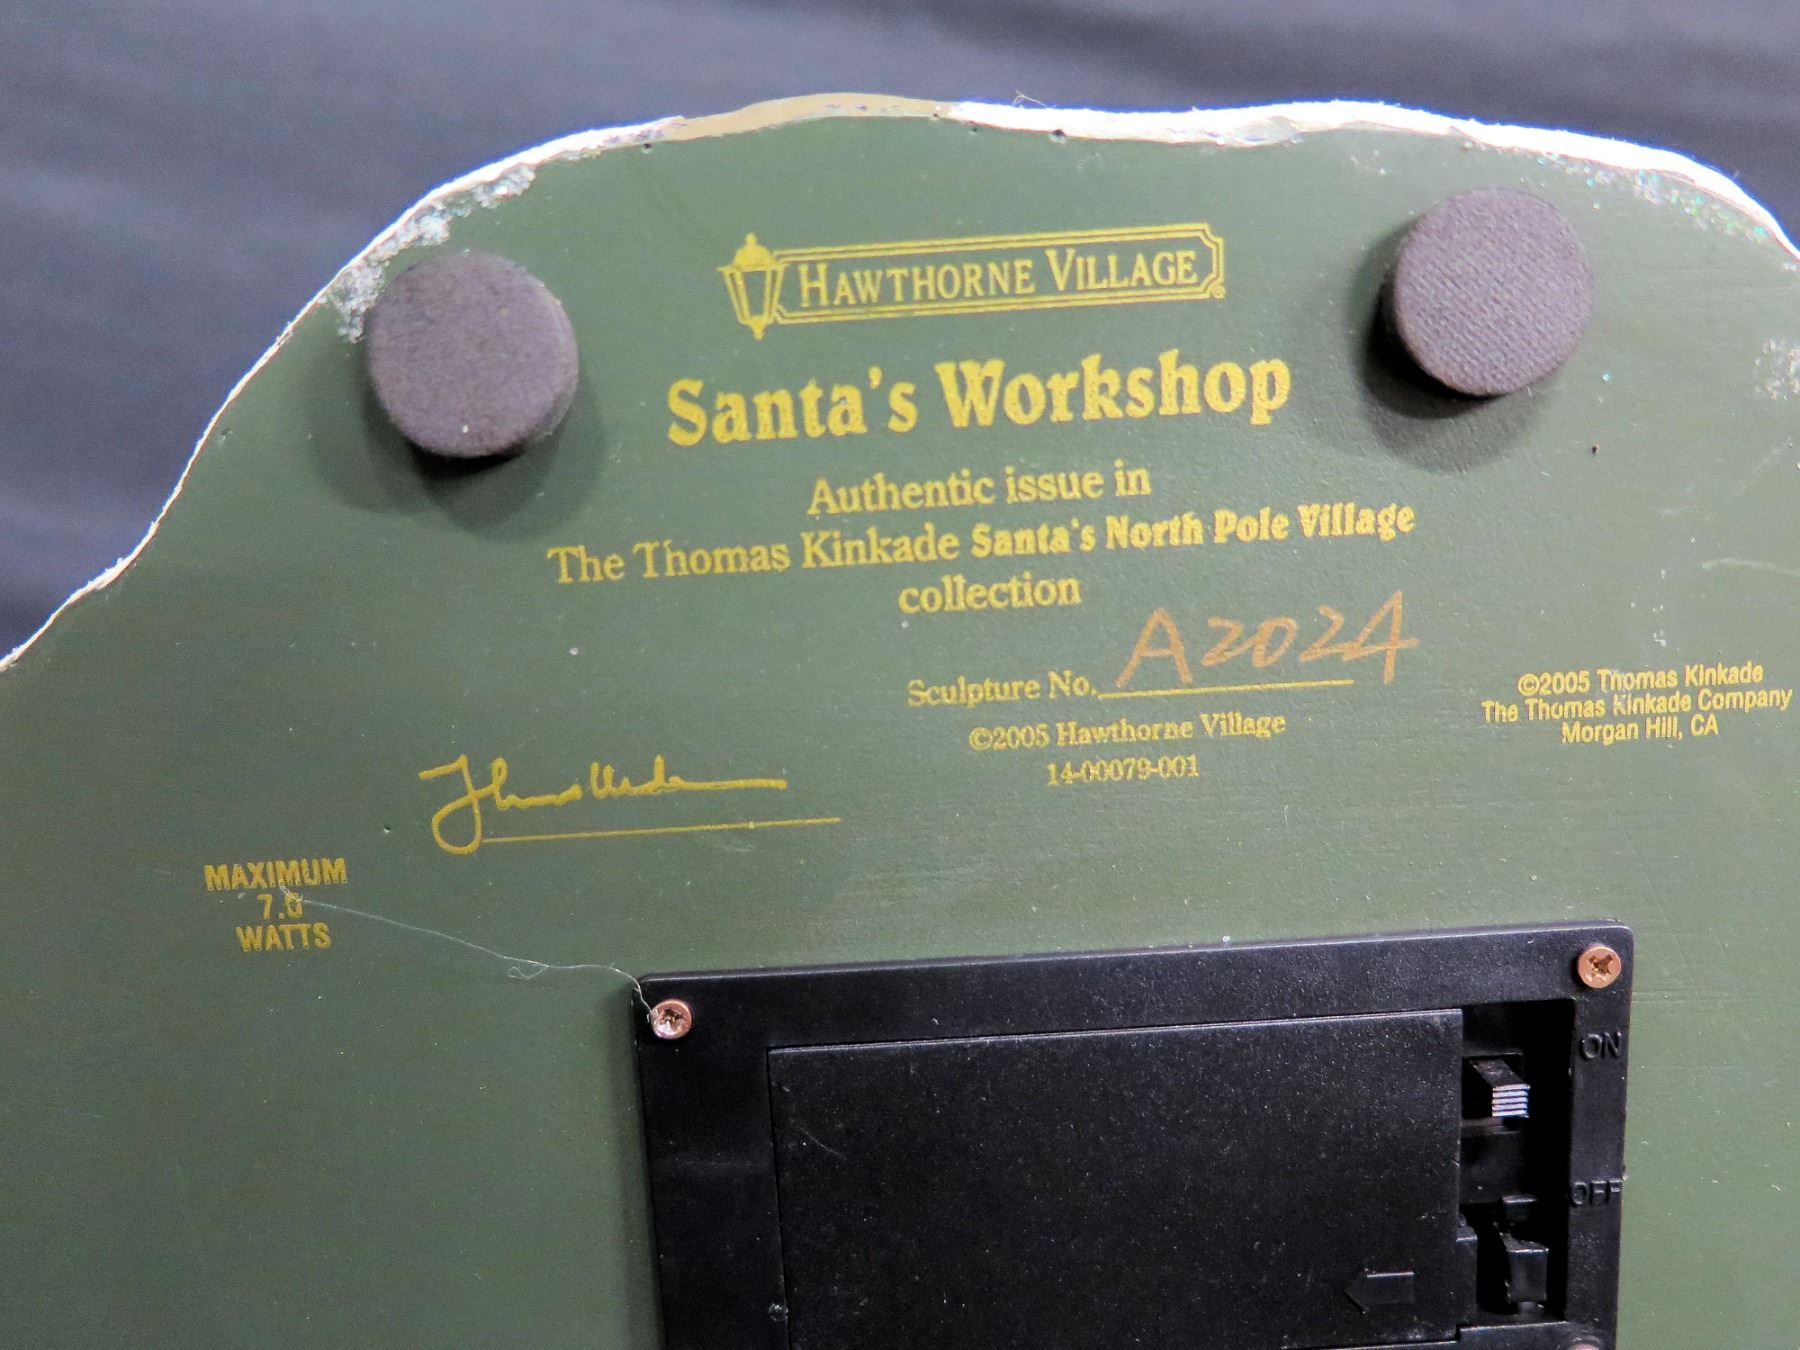 HAWTHORNE VILLAGE
Santa's Workshop
Authentic issue in
The Thomas Kinkade Santa's North Pole Village
collection
Sculpture No. A2024
©2005 Hawthorne Village
14-00079-001
©2005 Thomas Kinkade
The Thomas Kinkade Company
Morgan Hill, CA
MAXIMUM
7.0
WATTS
ON
OFF